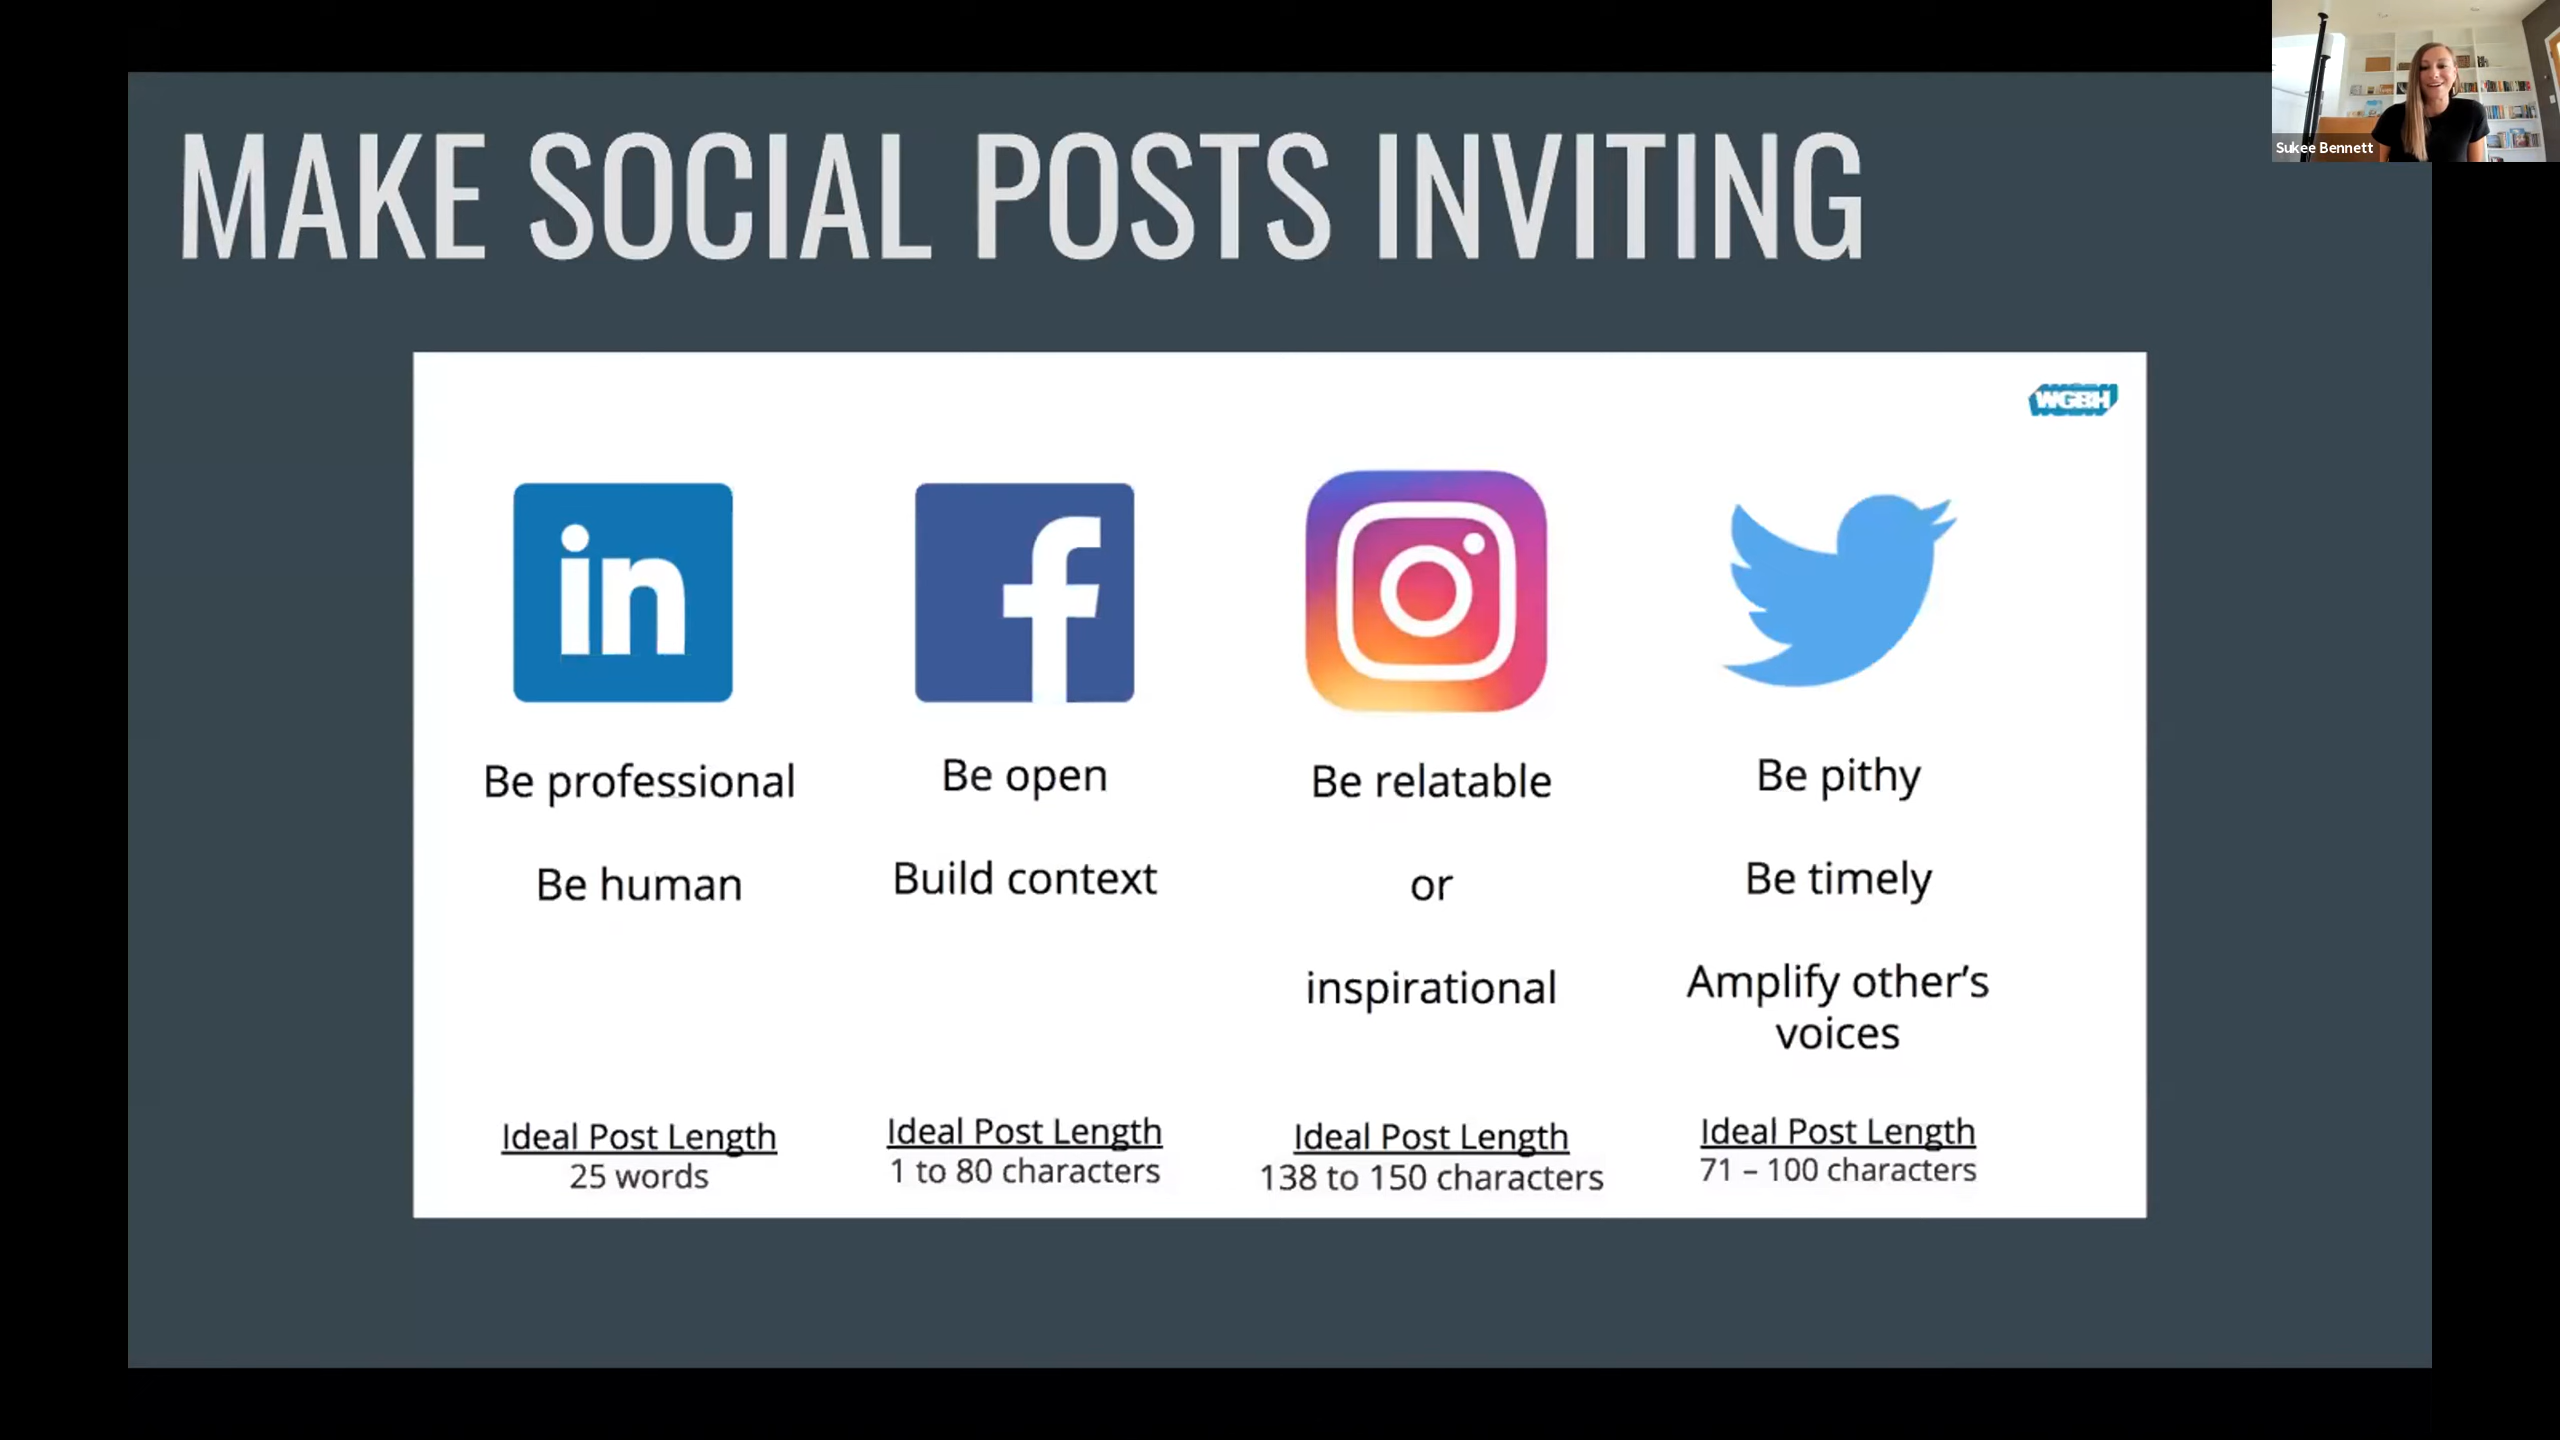 MAKE SOCIAL POSTS INVITING
Sukee Bennett
WGBH
in
f
Be professional
Be human
Ideal Post Length
25 words
Be open
Build context
Ideal Post Length
1 to 80 characters
Be relatable
or
inspirational
Ideal Post Length
138 to 150 characters
Be pithy
Be timely
Amplify other’s
voices
Ideal Post Length
71 – 100 characters